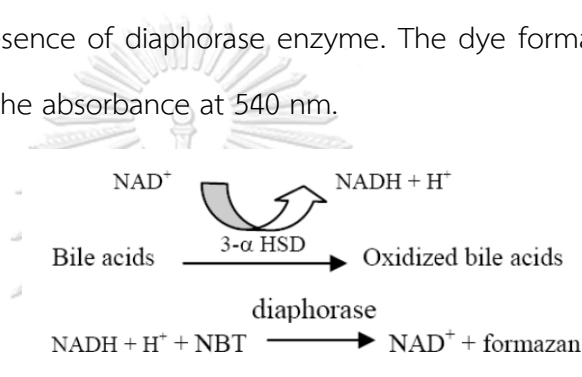 sence of diaphorase enzyme. The dye forma
he absorbance at 540 nm.
NAD⁺ NADH + H⁺
3-α HSD
Bile acids Oxidized bile acids
diaphorase
NADH + H⁺ + NBT NAD⁺ + formazan